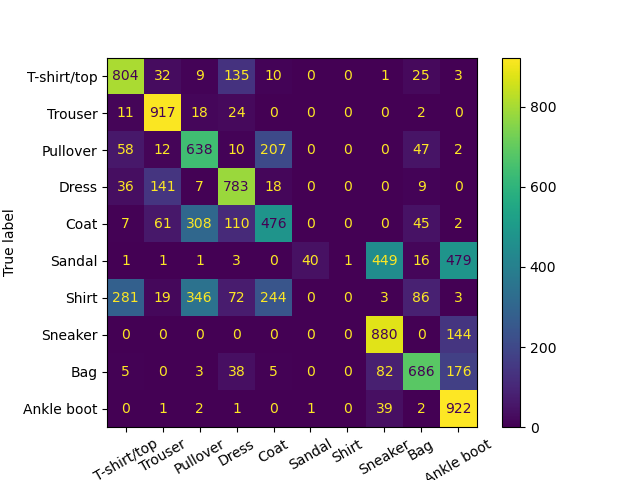 T-shirt/top 804 32 9 135 10 0 0 1 25 3
Trouser 11 917 18 24 0 0 0 0 2 0
Pullover 58 12 638 10 207 0 0 0 47 2
Dress 36 141 7 783 18 0 0 0 9 0
Coat 7 61 308 110 476 0 0 0 45 2
Sandal 1 1 1 3 0 40 1 449 16 479
Shirt 281 19 346 72 244 0 0 3 86 3
Sneaker 0 0 0 0 0 0 0 880 0 144
Bag 5 0 3 38 5 0 0 82 686 176
Ankle boot 0 1 2 1 0 1 0 39 2 922
True label
T-shirt/top Trouser Pullover Dress Coat Sandal Shirt Sneaker Bag Ankle boot
800
600
400
200
0